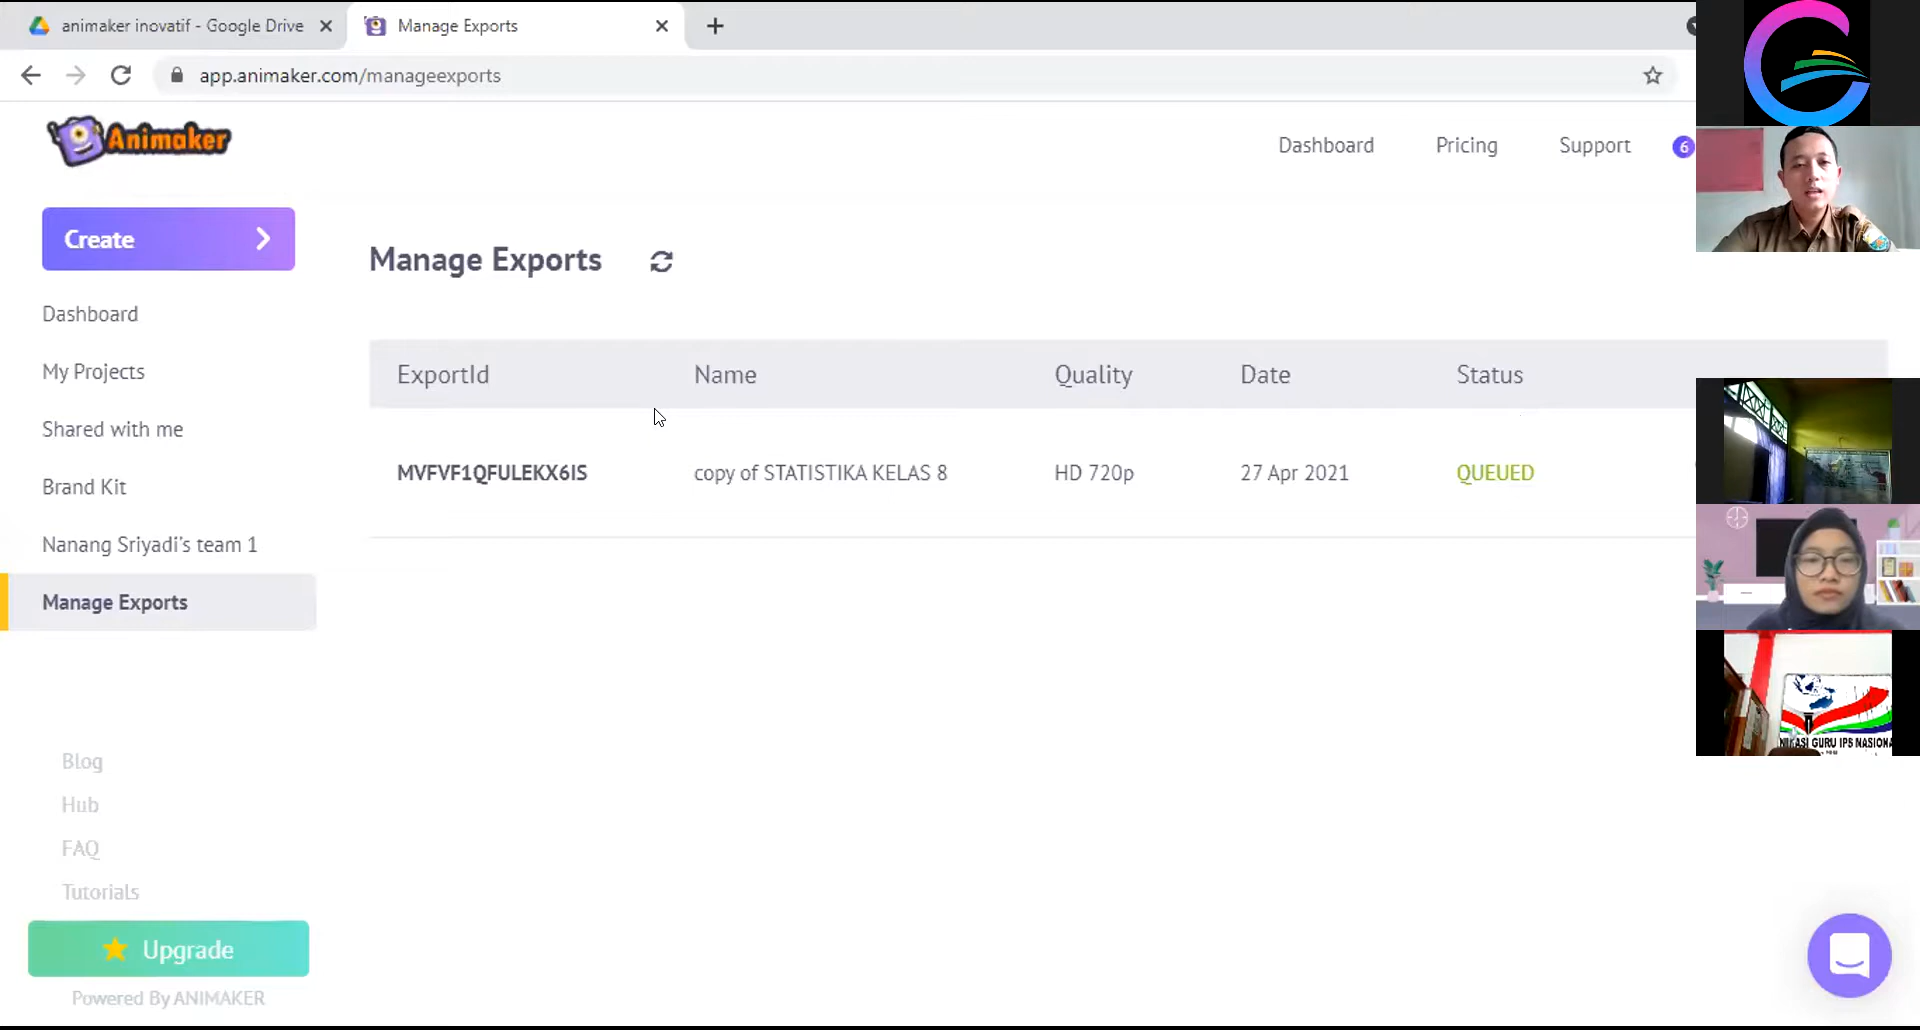 animaker inovatif - Google Drive
Manage Exports
app.animaker.com/manageexports
Animaker
Dashboard
Pricing
Support
6
Create
Manage Exports
Dashboard
My Projects
Shared with me
Brand Kit
Nanang Sriyadi's team 1
Manage Exports
ExportId
Name
Quality
Date
Status
MVFVF1QFULEKX6IS
copy of STATISTIKA KELAS 8
HD 720p
27 Apr 2021
QUEUED
GURU IPS NASIONA
Blog
Hub
FAQ
Tutorials
Upgrade
Powered By ANIMAKER